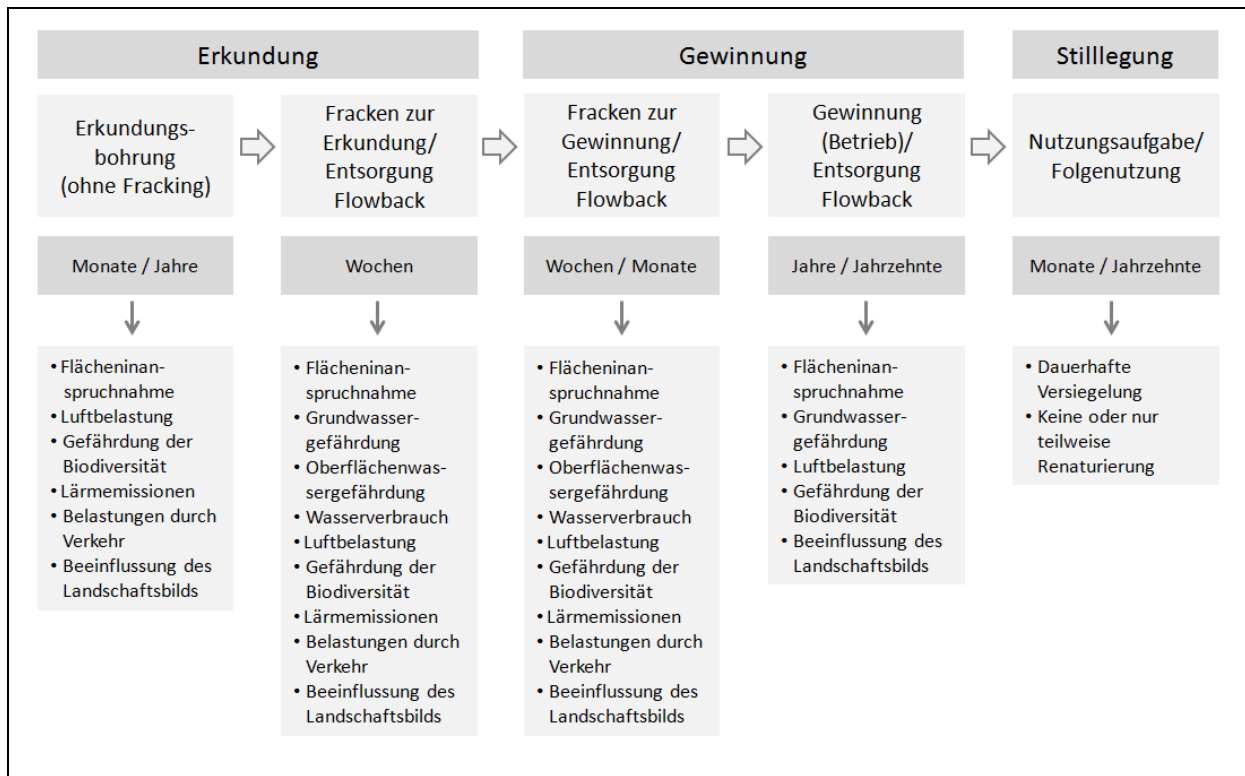 Erkundung
Gewinnung
Stilllegung
Erkundungs-
bohrung
(ohne Fracking)
Fracken zur
Erkundung/
Entsorgung
Flowback
Fracken zur
Gewinnung/
Entsorgung
Flowback
Gewinnung
(Betrieb)/
Entsorgung
Flowback
Nutzungsaufgabe/
Folgenutzung
Monate / Jahre
Wochen
Wochen / Monate
Jahre / Jahrzehnte
Monate / Jahrzehnte
• Flächeninan-
spruchnahme
• Luftbelastung
• Gefährdung der
Biodiversität
• Lärmemissionen
• Belastungen durch
Verkehr
• Beeinflussung des
Landschaftsbilds
• Flächeninan-
spruchnahme
• Grundwasser-
gefährdung
• Oberflächenwas-
sergefährdung
• Wasserverbrauch
• Luftbelastung
• Gefährdung der
Biodiversität
• Lärmemissionen
• Belastungen durch
Verkehr
• Beeinflussung des
Landschaftsbilds
• Flächeninan-
spruchnahme
• Grundwasser-
gefährdung
• Oberflächenwas-
sergefährdung
• Wasserverbrauch
• Luftbelastung
• Gefährdung der
Biodiversität
• Lärmemissionen
• Belastungen durch
Verkehr
• Beeinflussung des
Landschaftsbilds
• Flächeninan-
spruchnahme
• Grundwasser-
gefährdung
• Luftbelastung
• Gefährdung der
Biodiversität
• Beeinflussung des
Landschaftsbilds
• Dauerhafte
Versiegelung
• Keine oder nur
teilweise
Renaturierung